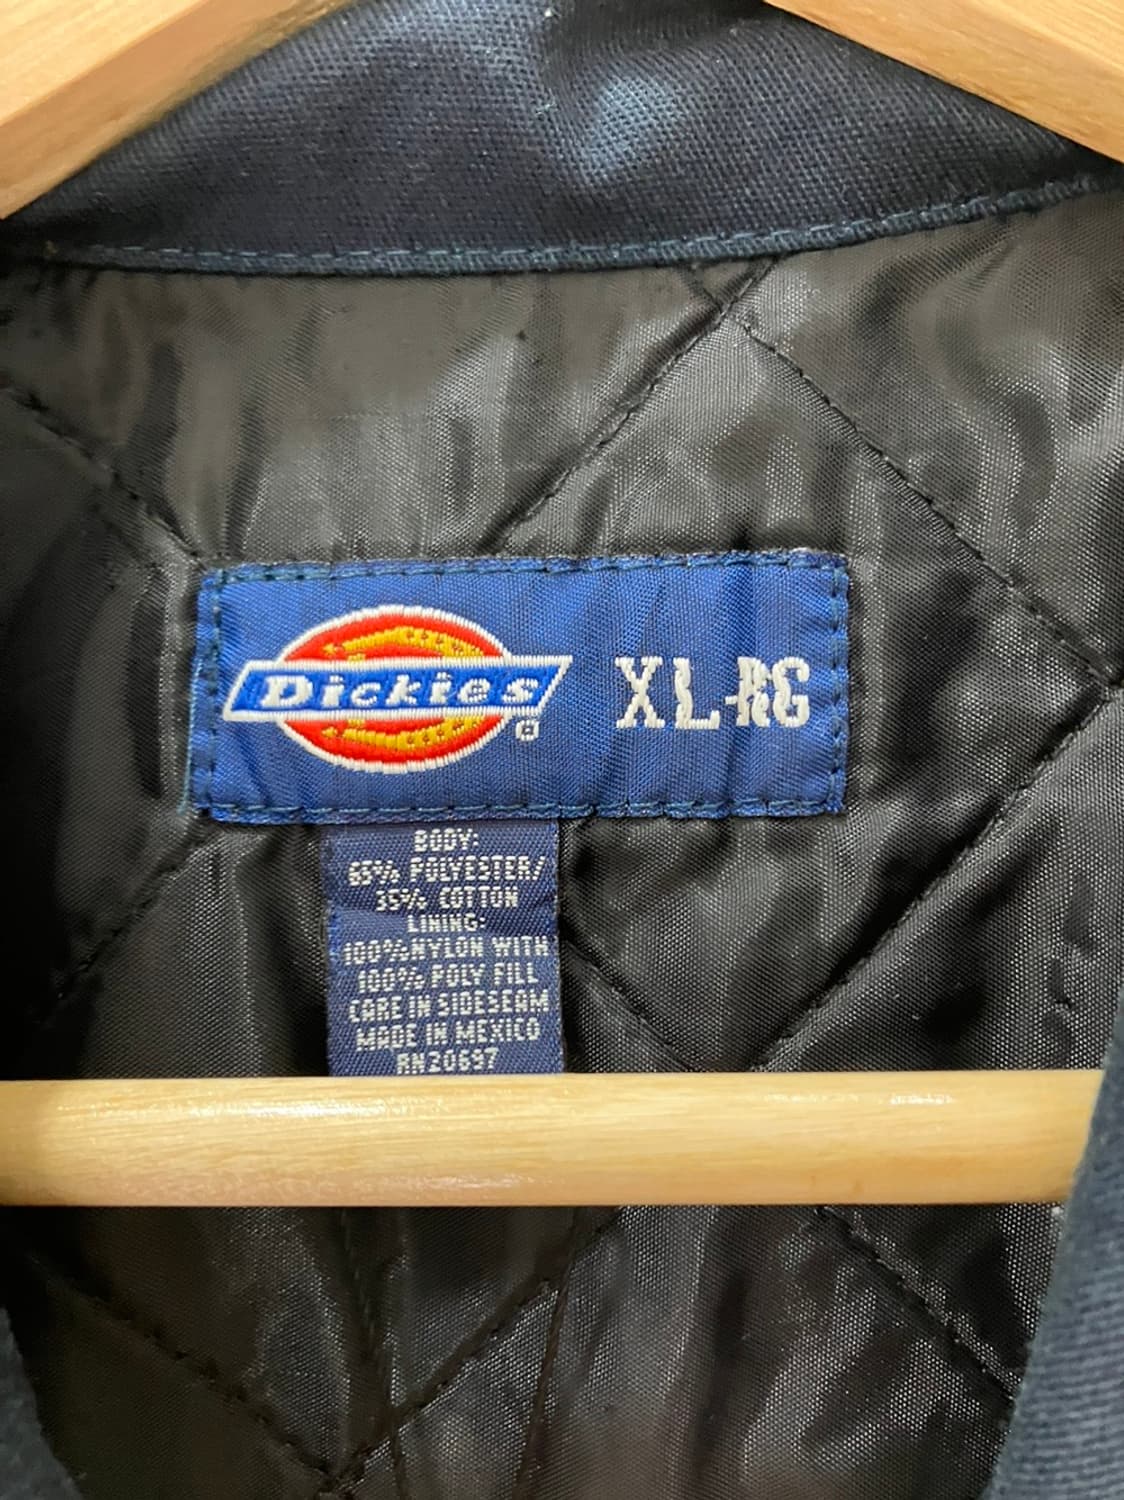 Dickies®
XL-RG
BODY:
65% POLYESTER/
35% COTTON
LINING:
100%NYLON WITH
100% POLY FILL
CARE IN SIDESEAM
MADE IN MEXICO
RN20697